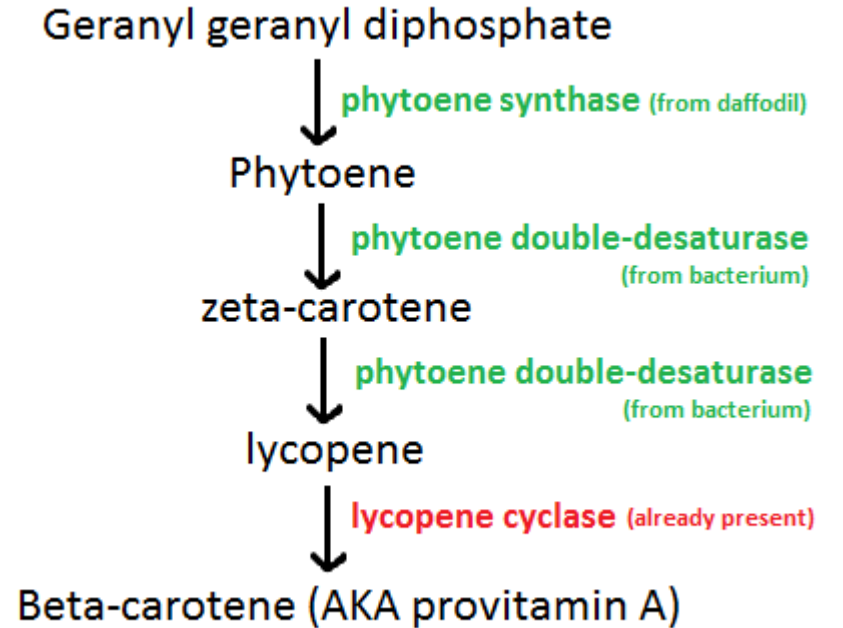 Geranyl geranyl diphosphate
phytoene synthase (from daffodil)
Phytoene
phytoene double-desaturase
(from bacterium)
zeta-carotene
phytoene double-desaturase
(from bacterium)
lycopene
lycopene cyclase (already present)
Beta-carotene (AKA provitamin A)